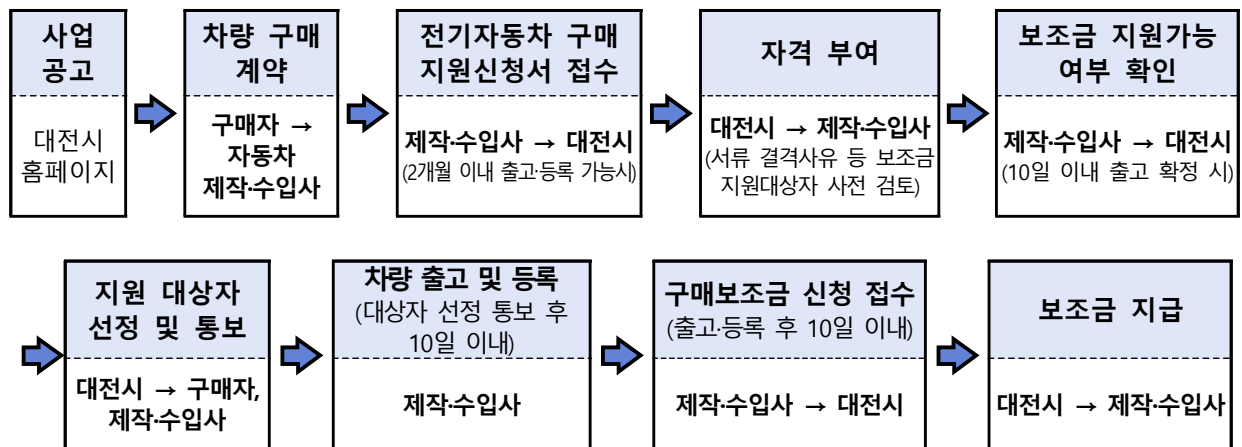 사업
공고
대전시
홈페이지
차량 구매
계약
구매자 →
자동차
제작·수입사
전기자동차 구매
지원신청서 접수
제작·수입사 → 대전시
(2개월 이내 출고·등록 가능시)
자격 부여
대전시 → 제작·수입사
(서류 결격사유 등 보조금
지원대상자 사전 검토)
보조금 지원가능
여부 확인
제작·수입사 → 대전시
(10일 이내 출고 확정 시)
지원 대상자
선정 및 통보
대전시 → 구매자,
제작·수입사
차량 출고 및 등록
(대상자 선정 통보 후
10일 이내)
제작·수입사
구매보조금 신청 접수
(출고·등록 후 10일 이내)
제작·수입사 → 대전시
보조금 지급
대전시 → 제작·수입사